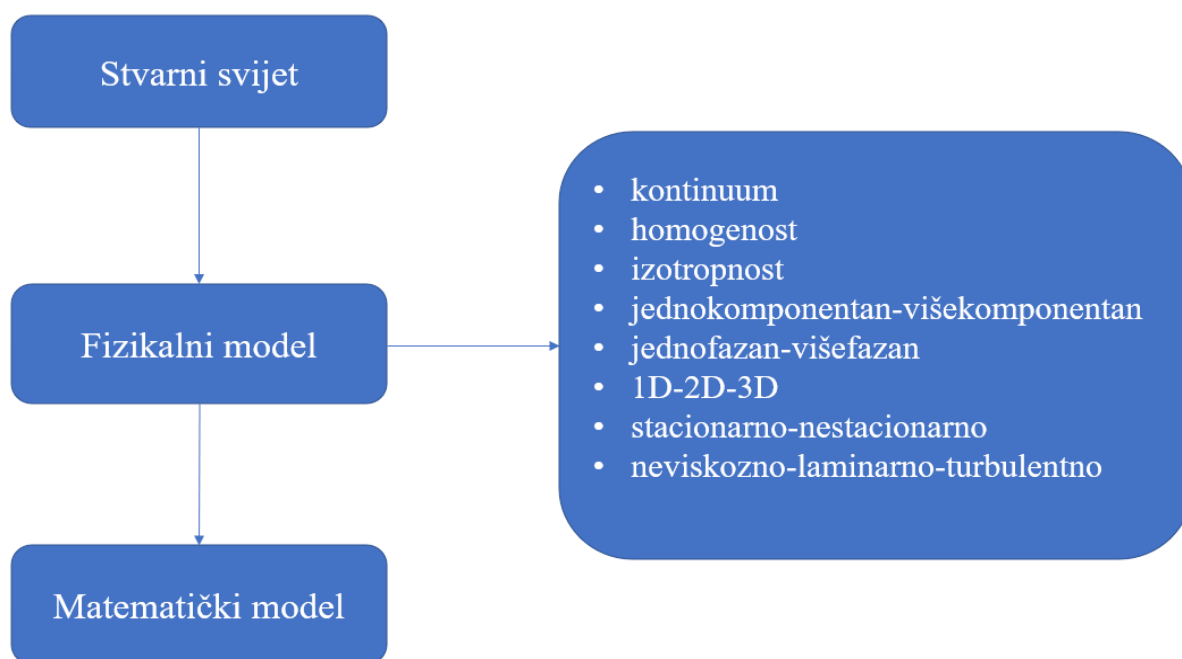 Stvarni svijet
Fizikalni model
• kontinuum
• homogenost
• izotropnost
• jednokomponentan-višekomponentan
• jednofazan-višefazan
• 1D-2D-3D
• stacionarno-nestacionarno
• neviskozno-laminarno-turbulentno
Matematički model